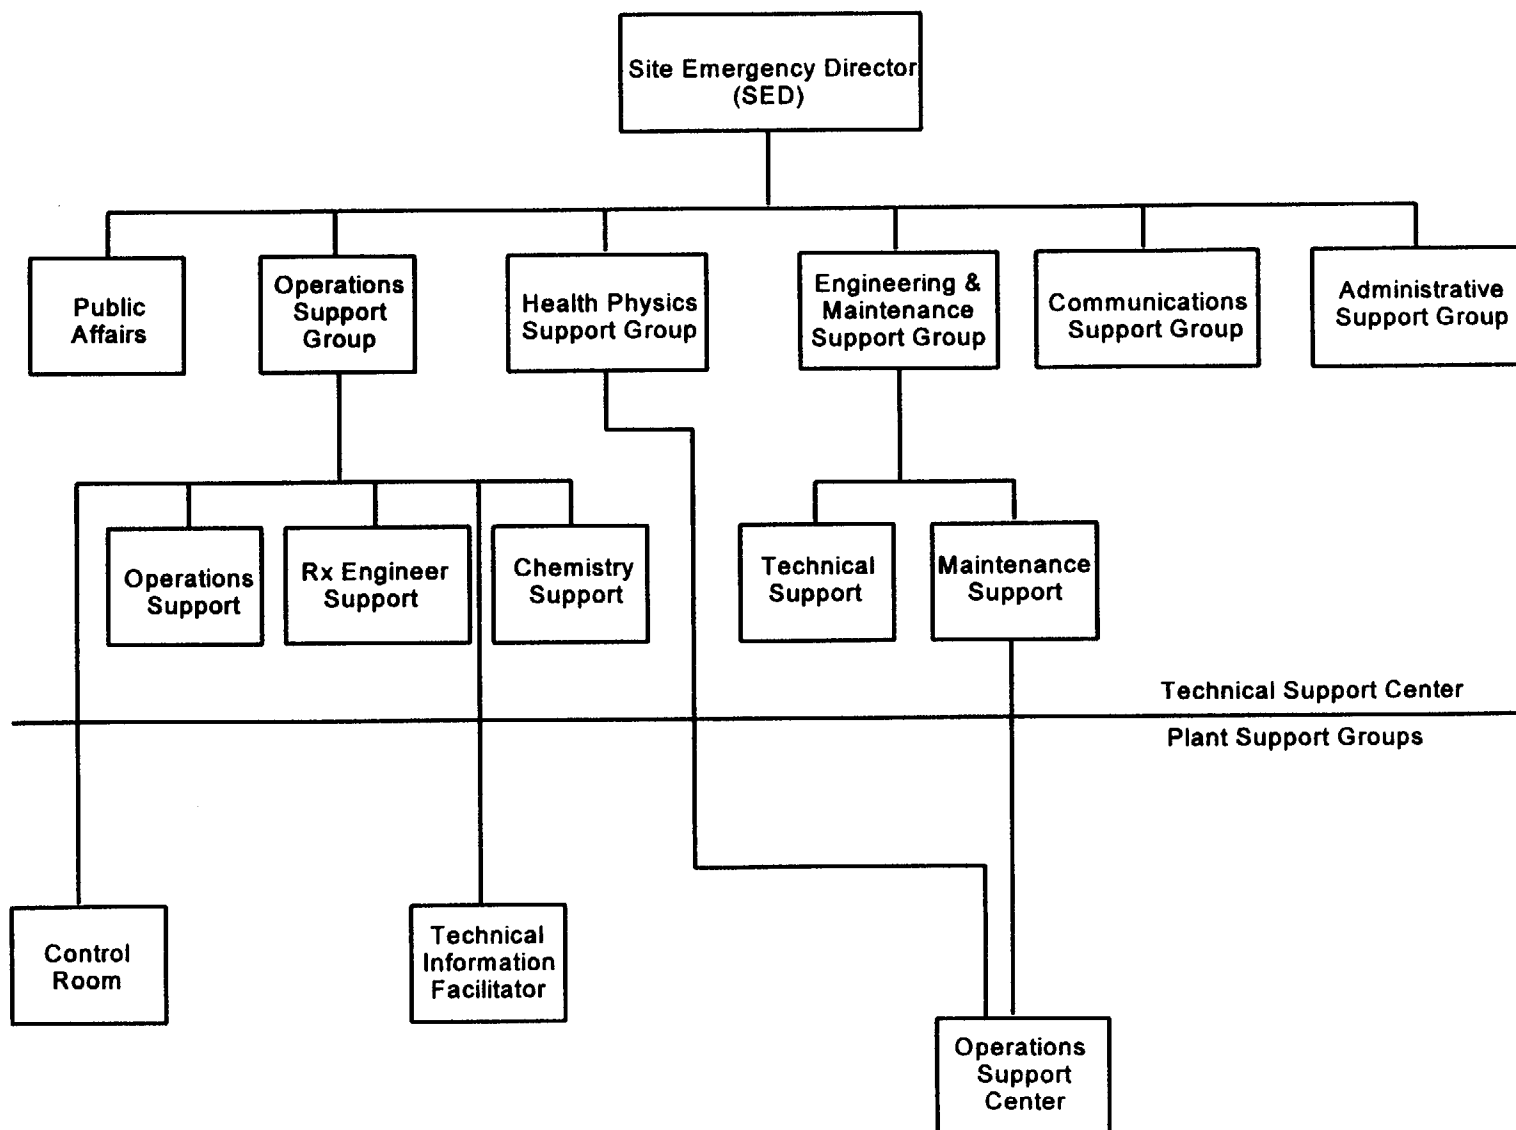 Site Emergency Director
(SED)
Public
Affairs
Operations
Support
Group
Health Physics
Support Group
Engineering &
Maintenance
Support Group
Communications
Support Group
Administrative
Support Group
Operations
Support
Rx Engineer
Support
Chemistry
Support
Technical
Support
Maintenance
Support
Technical Support Center
Plant Support Groups
Control
Room
Technical
Information
Facilitator
Operations
Support
Center